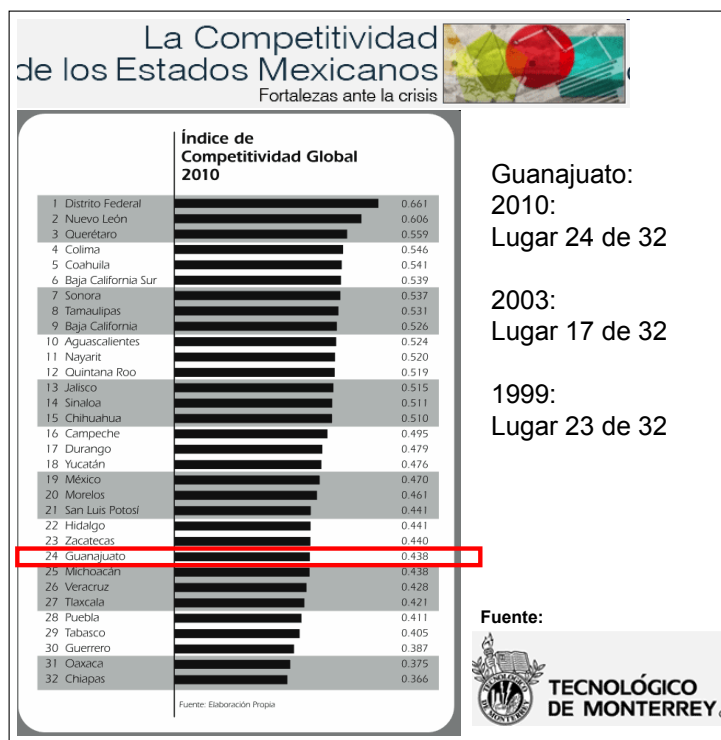 La Competitividad
de los Estados Mexicanos
Fortalezas ante la crisis
Índice de
Competitividad Global
2010
1 Distrito Federal 0.661
2 Nuevo León 0.606
3 Querétaro 0.559
4 Colima 0.546
5 Coahuila 0.541
6 Baja California Sur 0.539
7 Sonora 0.537
8 Tamaulipas 0.531
9 Baja California 0.526
10 Aguascalientes 0.524
11 Nayarit 0.520
12 Quintana Roo 0.519
13 Jalisco 0.515
14 Sinaloa 0.511
15 Chihuahua 0.510
16 Campeche 0.495
17 Durango 0.479
18 Yucatán 0.476
19 México 0.470
20 Morelos 0.461
21 San Luis Potosí 0.441
22 Hidalgo 0.441
23 Zacatecas 0.440
24 Guanajuato 0.438
25 Michoacán 0.438
26 Veracruz 0.428
27 Tlaxcala 0.421
28 Puebla 0.411
29 Tabasco 0.405
30 Guerrero 0.387
31 Oaxaca 0.375
32 Chiapas 0.366
Fuente: Elaboración Propia
Guanajuato:
2010:
Lugar 24 de 32
2003:
Lugar 17 de 32
1999:
Lugar 23 de 32
Fuente:
TECNOLÓGICO
DE MONTERREY